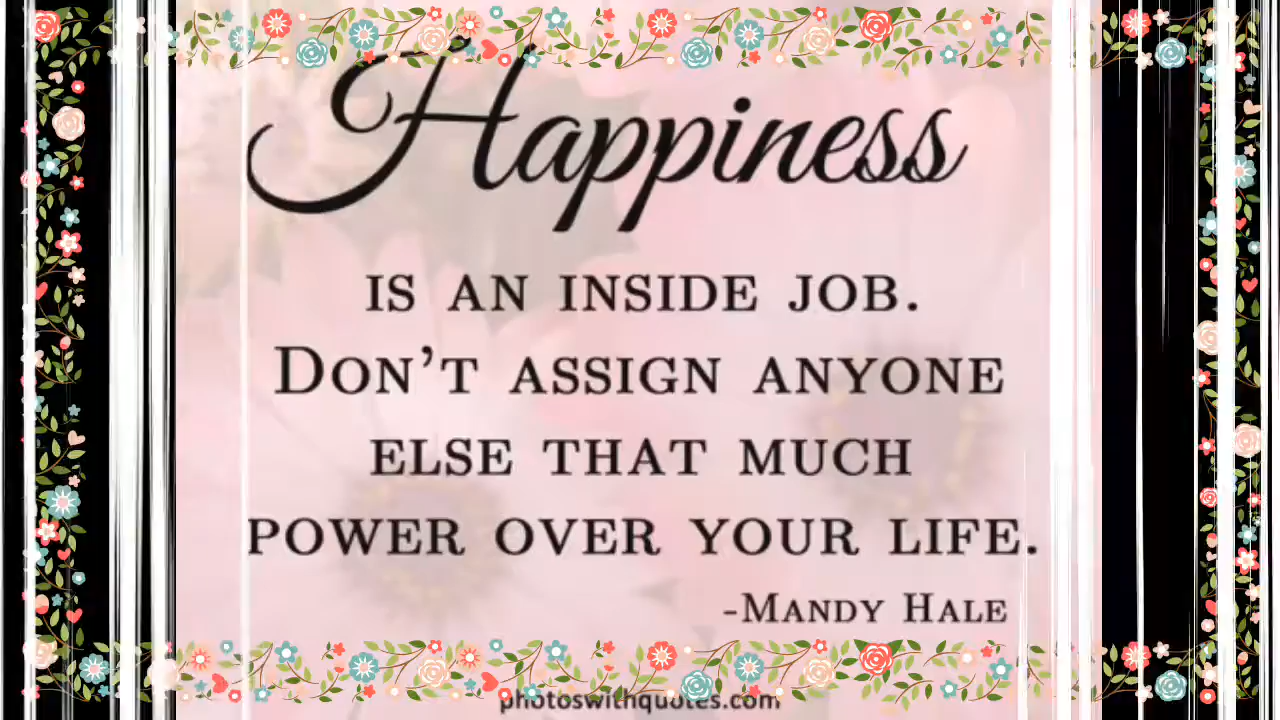 Happiness
IS AN INSIDE JOB.
DON'T ASSIGN ANYONE
ELSE THAT MUCH
POWER OVER YOUR LIFE.
-MANDY HALE
photoswithquotes.com